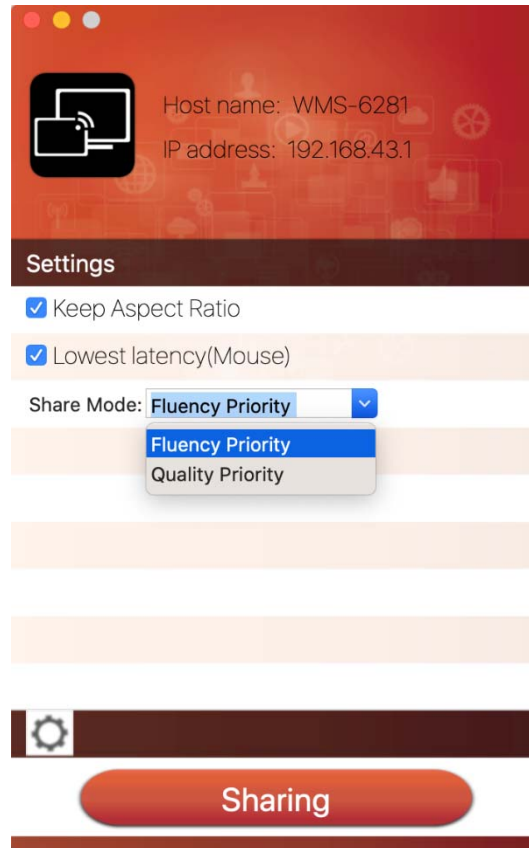 Host name: WMS-6281
IP address: 192.168.43.1
Settings
Keep Aspect Ratio
Lowest latency(Mouse)
Share Mode: Fluency Priority
Fluency Priority
Quality Priority
Sharing